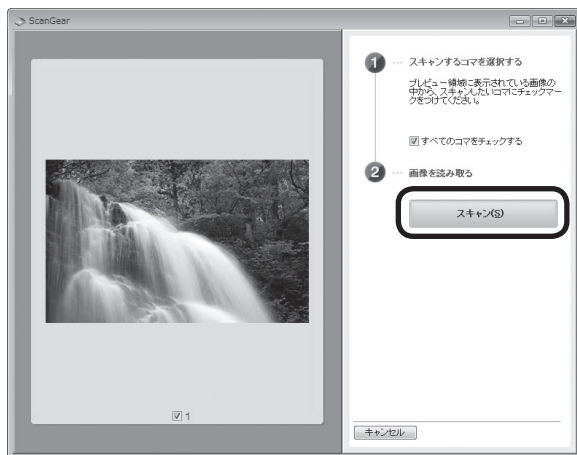 ScanGear
1 … スキャンするコマを選択する
プレビュー領域に表示されている画像の
中から、スキャンしたいコマにチェックマー
クをつけてください。
すべてのコマをチェックする
2 … 画像を読み取る
スキャン(S)
1
キャンセル